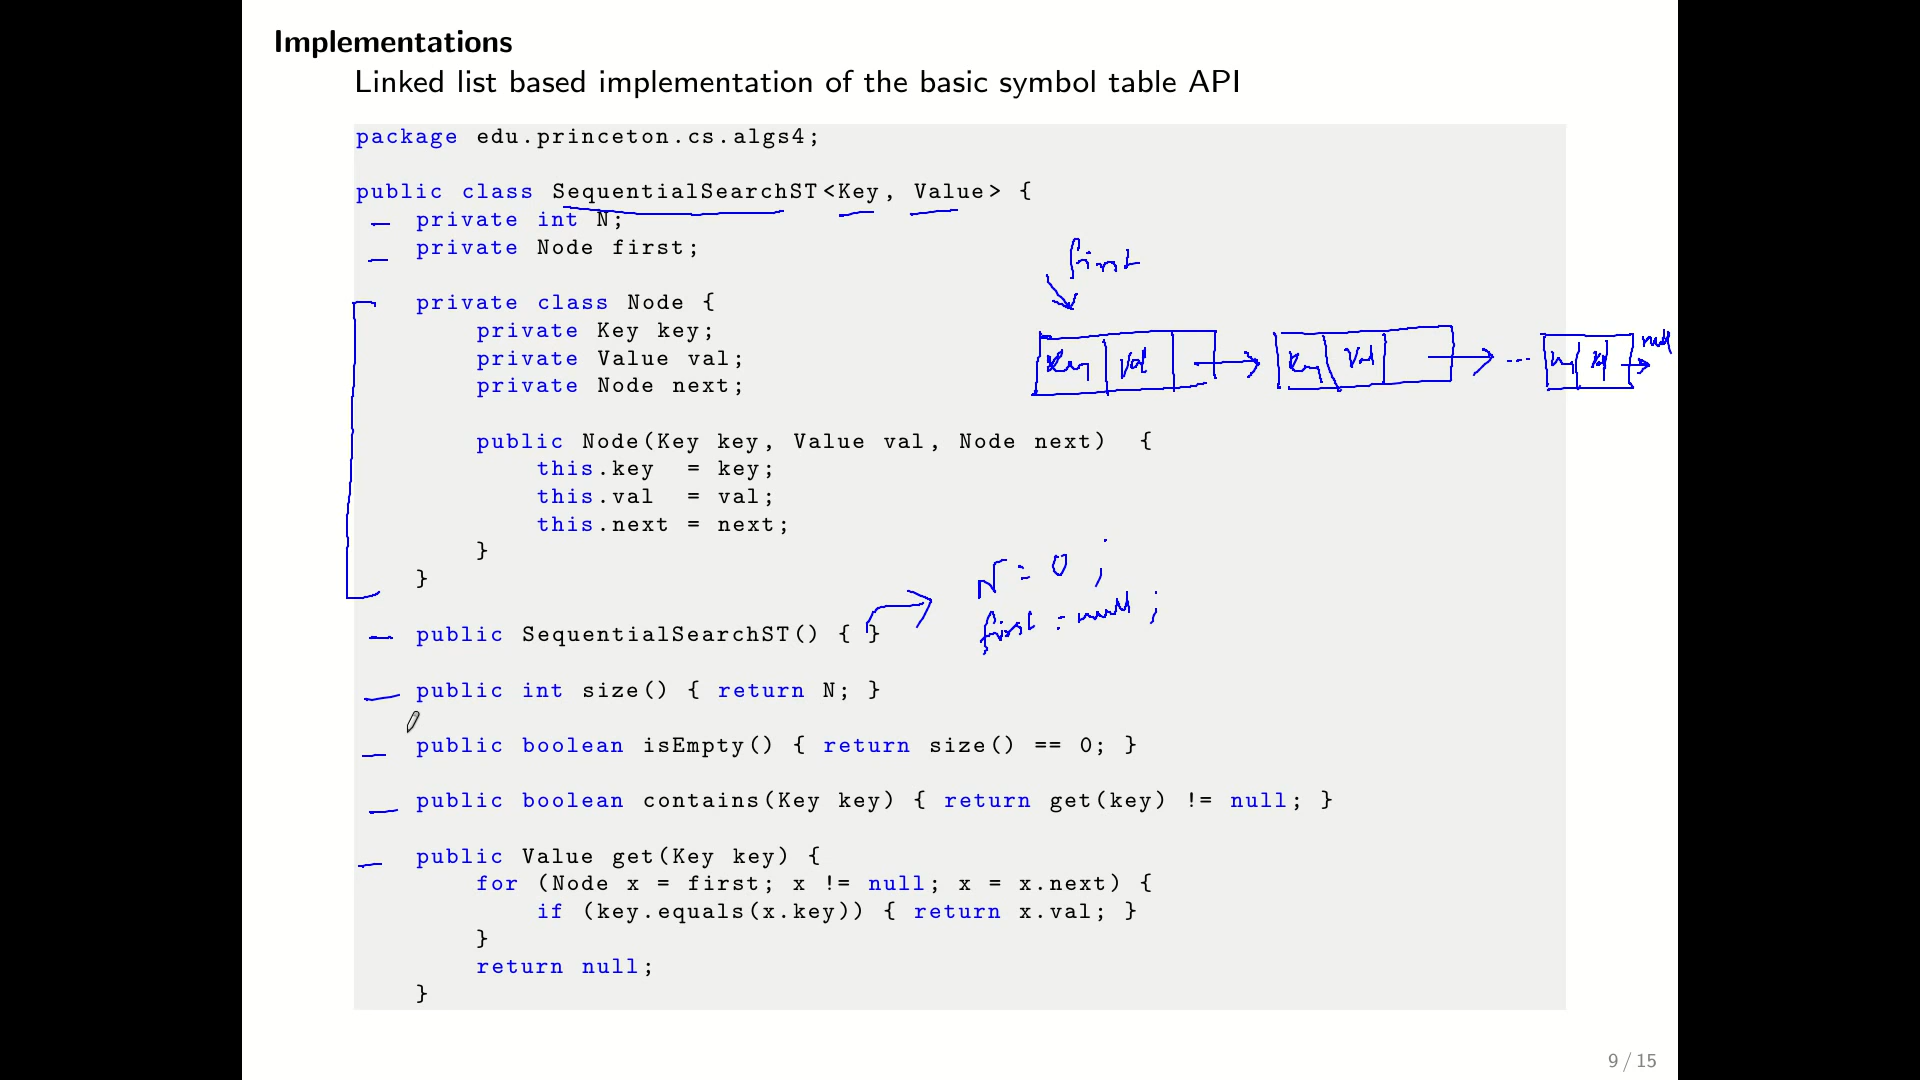 Implementations
Linked list based implementation of the basic symbol table API
package edu.princeton.cs.algs4;
public class SequentialSearchST<Key, Value> {
private int N;
private Node first;
first
private class Node {
private Key key;
private Value val;
private Node next;
Key Val Key Val ... key val null
public Node(Key key, Value val, Node next) {
this.key = key;
this.val = val;
this.next = next;
}
}
N = 0 ;
first = null ;
public SequentialSearchST() { }
public int size() { return N; }
public boolean isEmpty() { return size() == 0; }
public boolean contains(Key key) { return get(key) != null; }
public Value get(Key key) {
for (Node x = first; x != null; x = x.next) {
if (key.equals(x.key)) { return x.val; }
}
return null;
}
9 / 15